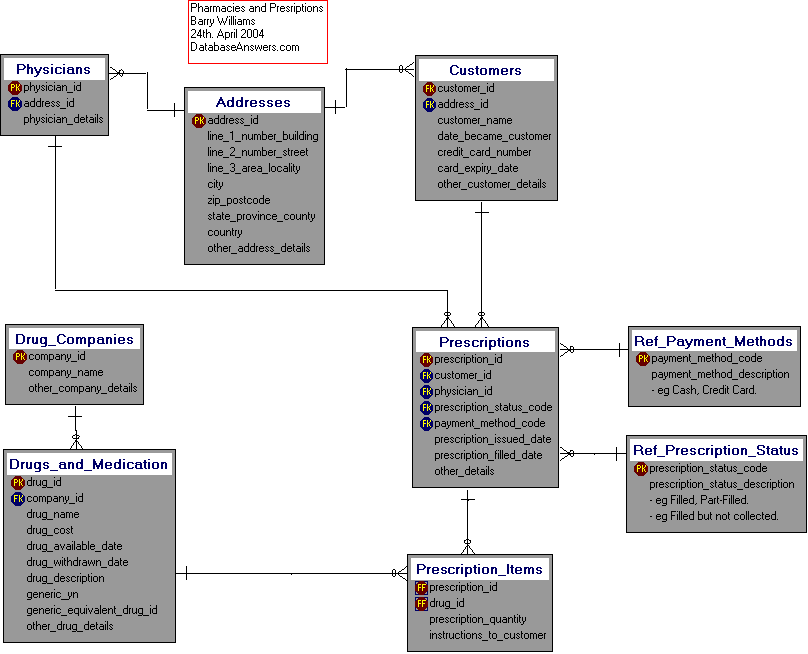 Pharmacies and Presriptions
Barry Williams
24th. April 2004
DatabaseAnswers.com
Physicians
PK physician_id
FK address_id
physician_details
Addresses
PK address_id
line_1_number_building
line_2_number_street
line_3_area_locality
city
zip_postcode
state_province_county
country
other_address_details
Customers
PK customer_id
FK address_id
customer_name
date_became_customer
credit_card_number
card_expiry_date
other_customer_details
Drug_Companies
PK company_id
company_name
other_company_details
Prescriptions
PK prescription_id
FK customer_id
FK physician_id
FK prescription_status_code
FK payment_method_code
prescription_issued_date
prescription_filled_date
other_details
Ref_Payment_Methods
PK payment_method_code
payment_method_description
- eg Cash, Credit Card.
Ref_Prescription_Status
PK prescription_status_code
prescription_status_description
- eg Filled, Part-Filled.
- eg Filled but not collected.
Drugs_and_Medication
PK drug_id
FK company_id
drug_name
drug_cost
drug_available_date
drug_withdrawn_date
drug_description
generic_yn
generic_equivalent_drug_id
other_drug_details
Prescription_Items
FF prescription_id
FF drug_id
prescription_quantity
instructions_to_customer